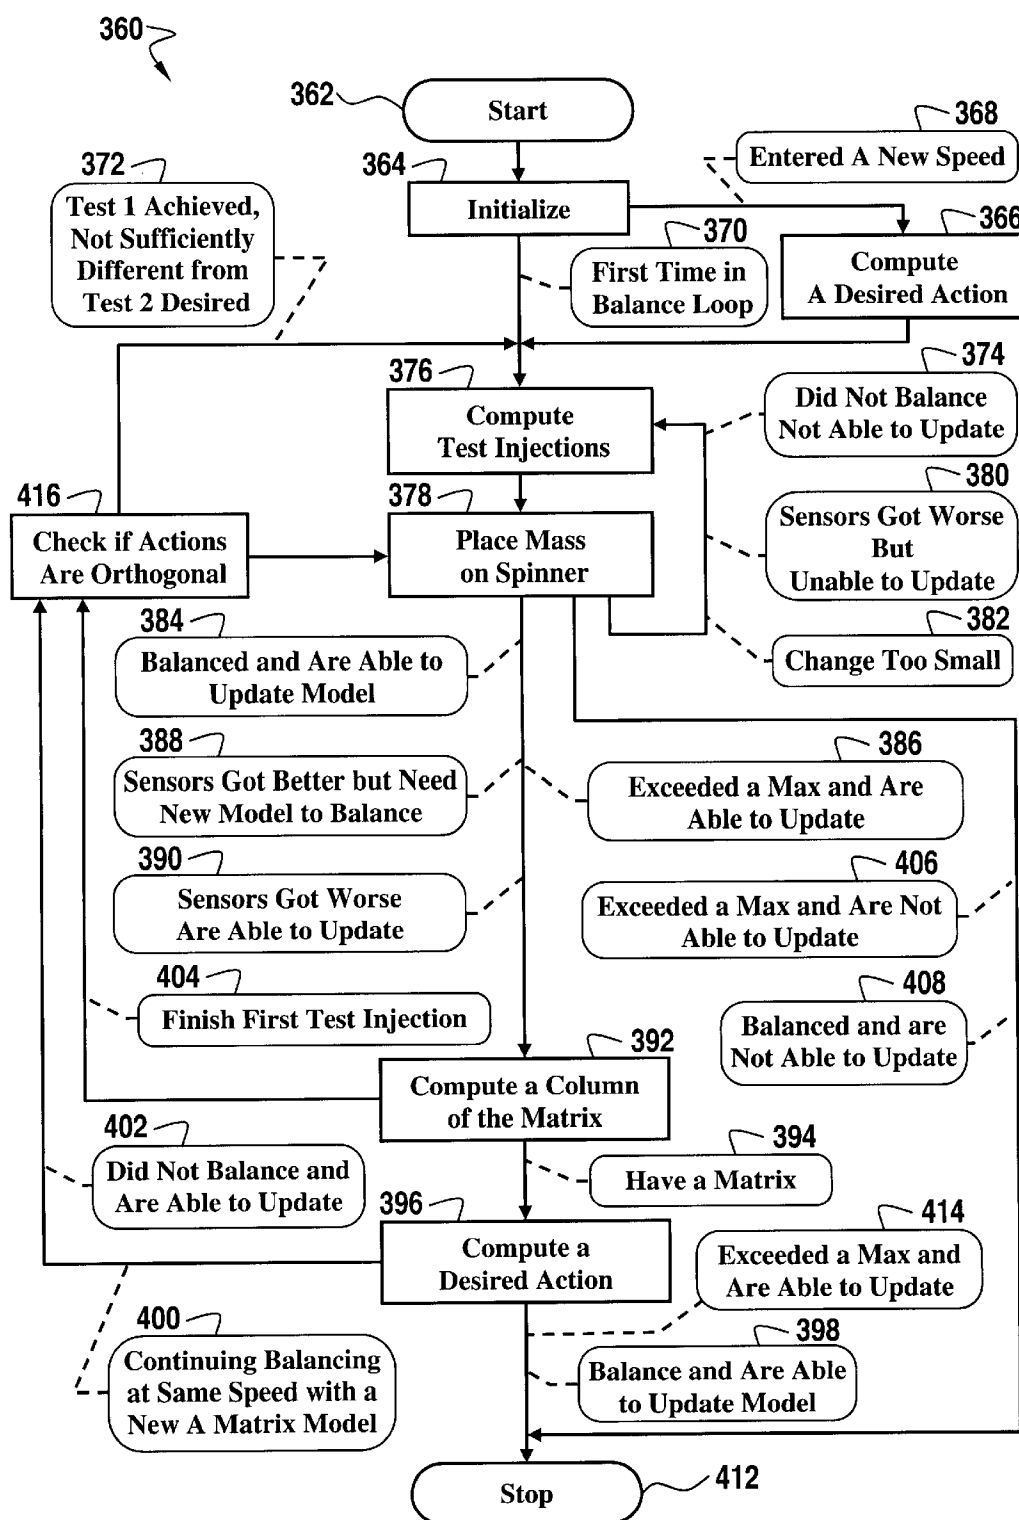 360
362
Start
368
Entered A New Speed
372
364
Test 1 Achieved,
Not Sufficiently
Different from
Test 2 Desired
Initialize
370
First Time in
Balance Loop
366
Compute
A Desired Action
376
Compute
Test Injections
374
Did Not Balance
Not Able to Update
416
Check if Actions
Are Orthogonal
378
Place Mass
on Spinner
380
Sensors Got Worse
But
Unable to Update
384
Balanced and Are Able to
Update Model
382
Change Too Small
388
Sensors Got Better but Need
New Model to Balance
386
Exceeded a Max and Are
Able to Update
390
Sensors Got Worse
Are Able to Update
406
Exceeded a Max and Are Not
Able to Update
404
Finish First Test Injection
408
Balanced and are
Not Able to Update
392
Compute a Column
of the Matrix
402
Did Not Balance and
Are Able to Update
394
Have a Matrix
396
Compute a
Desired Action
414
Exceeded a Max and
Are Able to Update
400
Continuing Balancing
at Same Speed with a
New A Matrix Model
398
Balance and Are Able
to Update Model
Stop
412